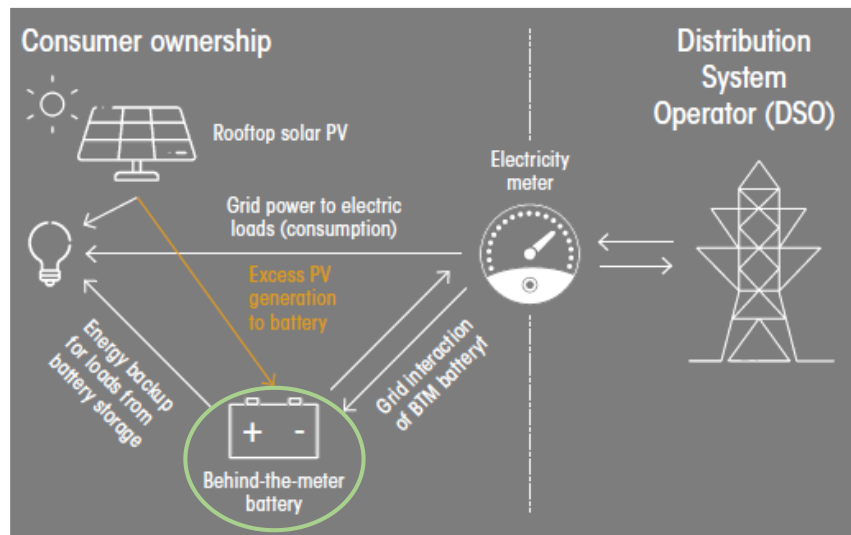 Consumer ownership
Distribution
System
Operator (DSO)
Rooftop solar PV
Electricity
meter
Grid power to electric
loads (consumption)
Excess PV
generation
to battery
Energy backup
for loads from
battery storage
Grid interaction
of BTM battery†
+ -
Behind-the-meter
battery